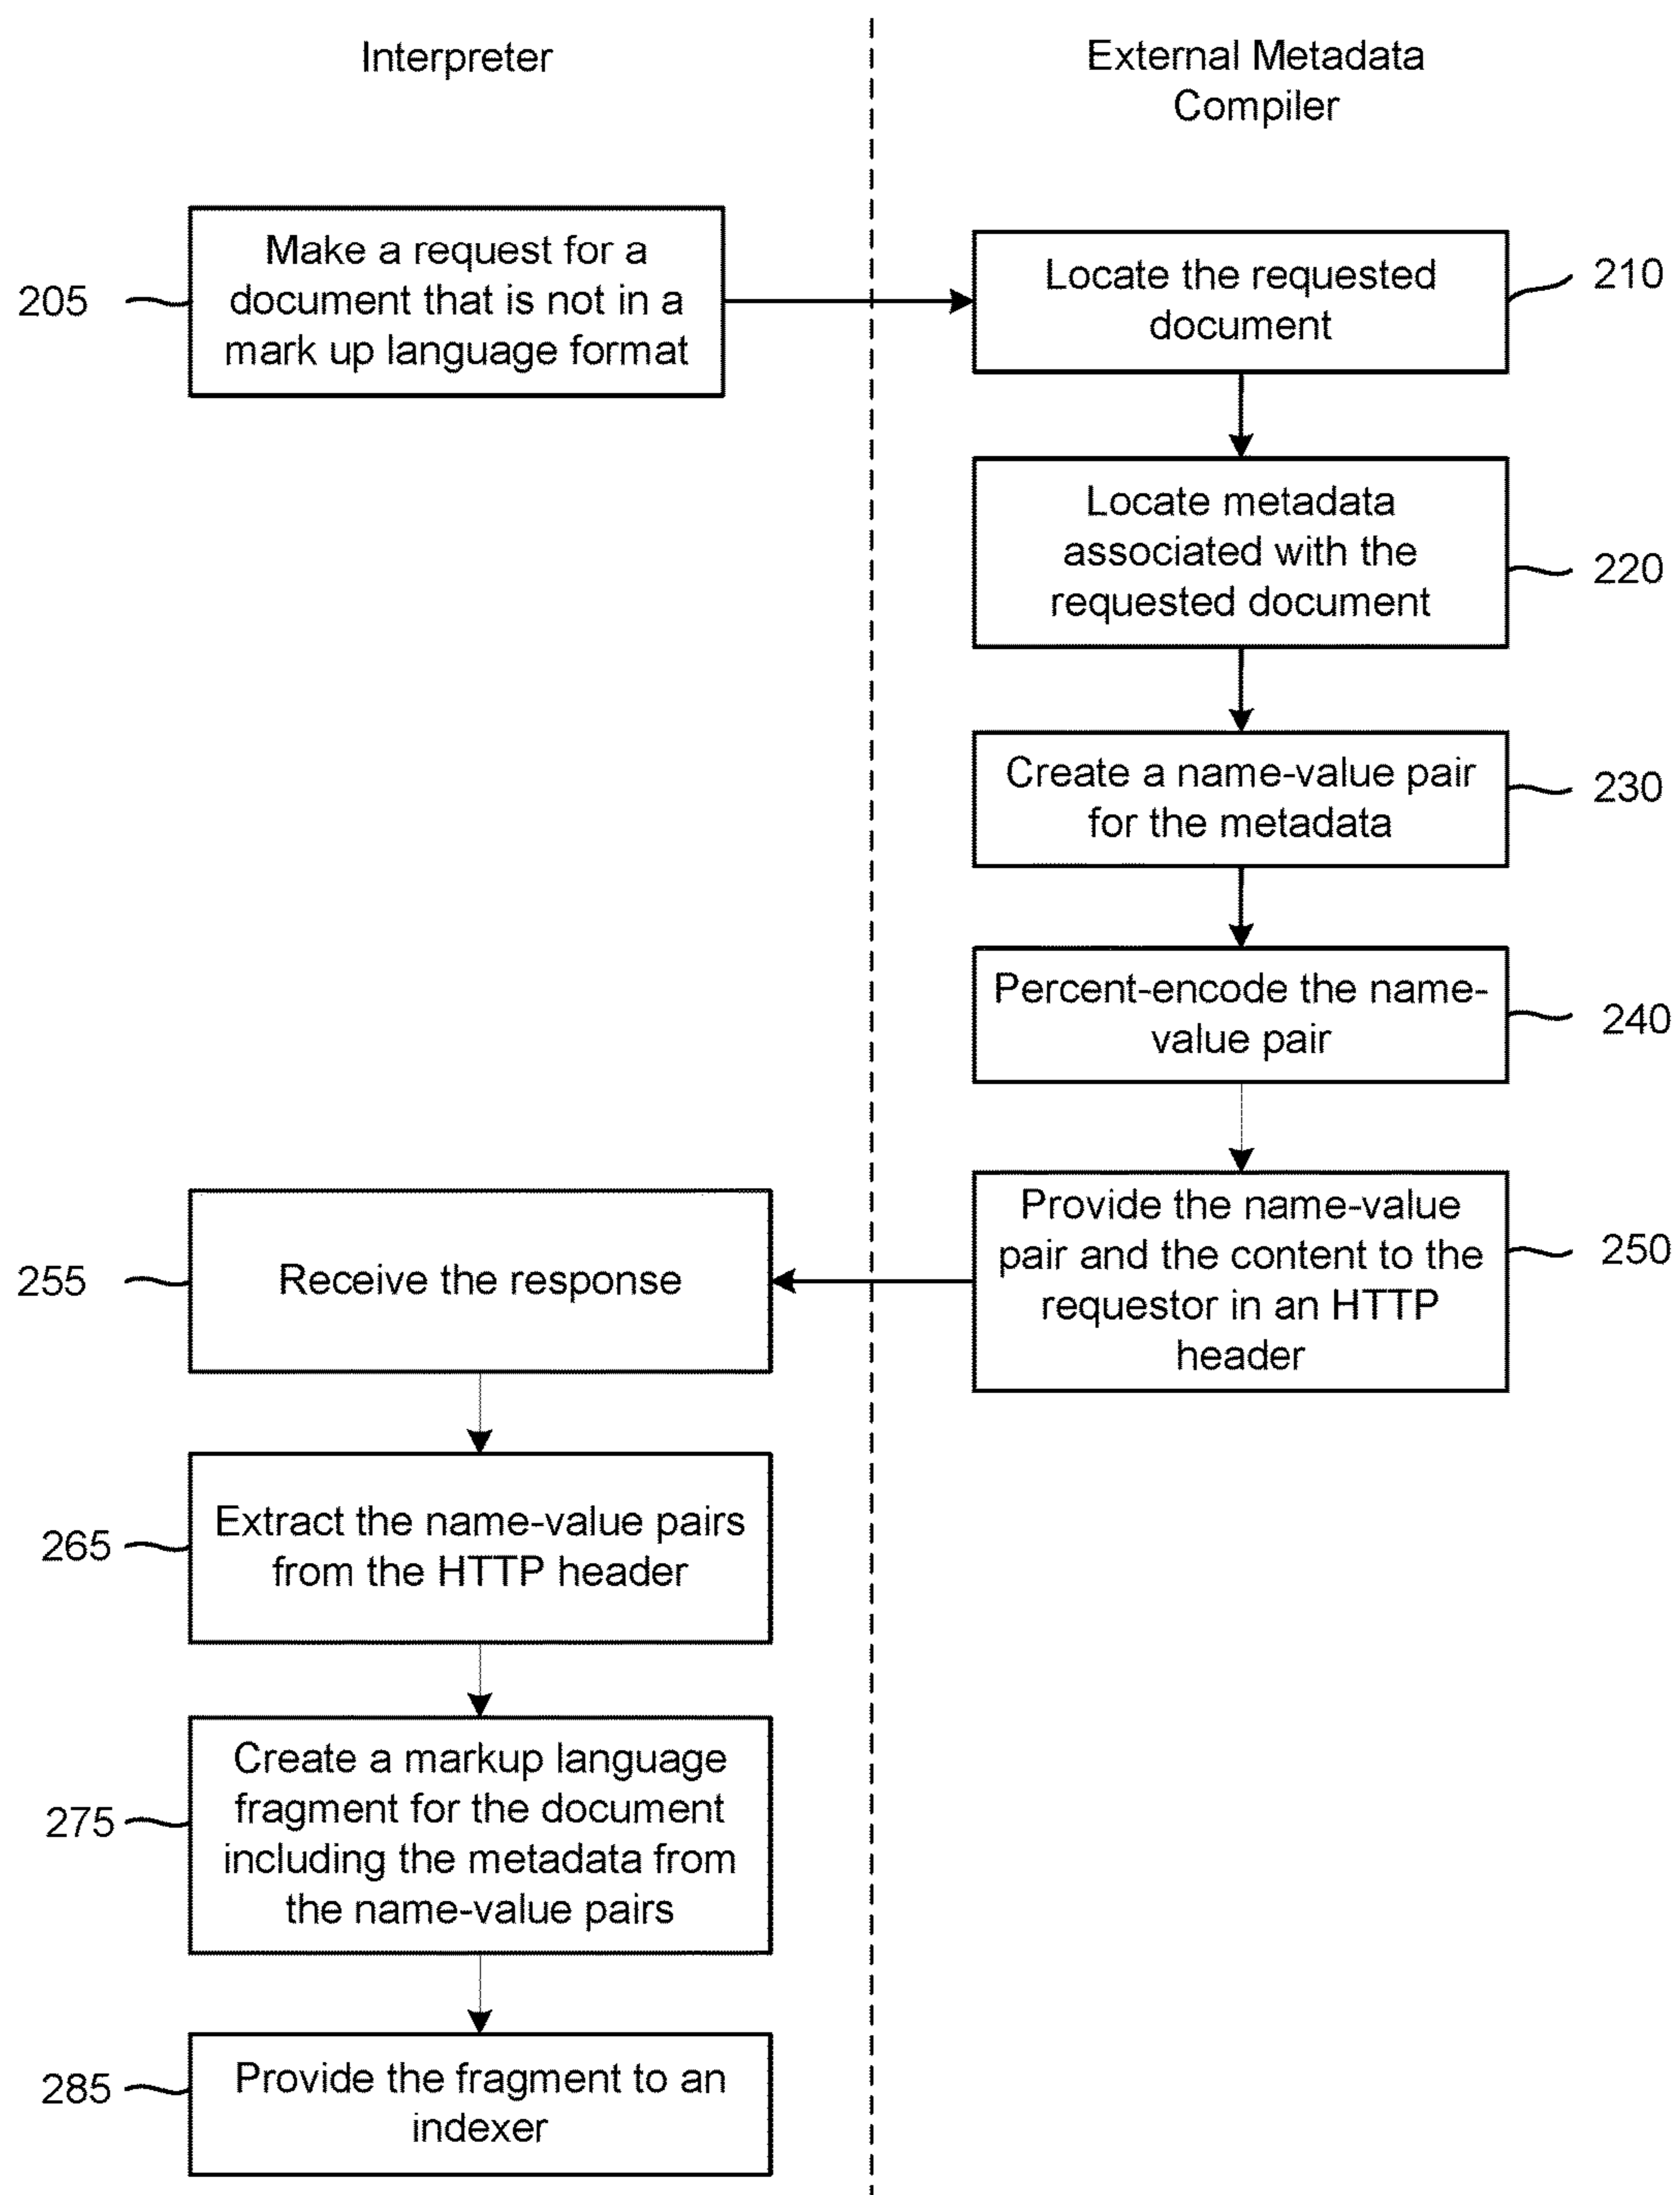 Interpreter
External Metadata
Compiler
Make a request for a
document that is not in a
mark up language format
205
Locate the requested
document
210
Locate metadata
associated with the
requested document
220
Create a name-value pair
for the metadata
230
Percent-encode the name-
value pair
240
Provide the name-value
pair and the content to the
requestor in an HTTP
header
250
Receive the response
255
Extract the name-value pairs
from the HTTP header
265
Create a markup language
fragment for the document
including the metadata from
the name-value pairs
275
Provide the fragment to an
indexer
285